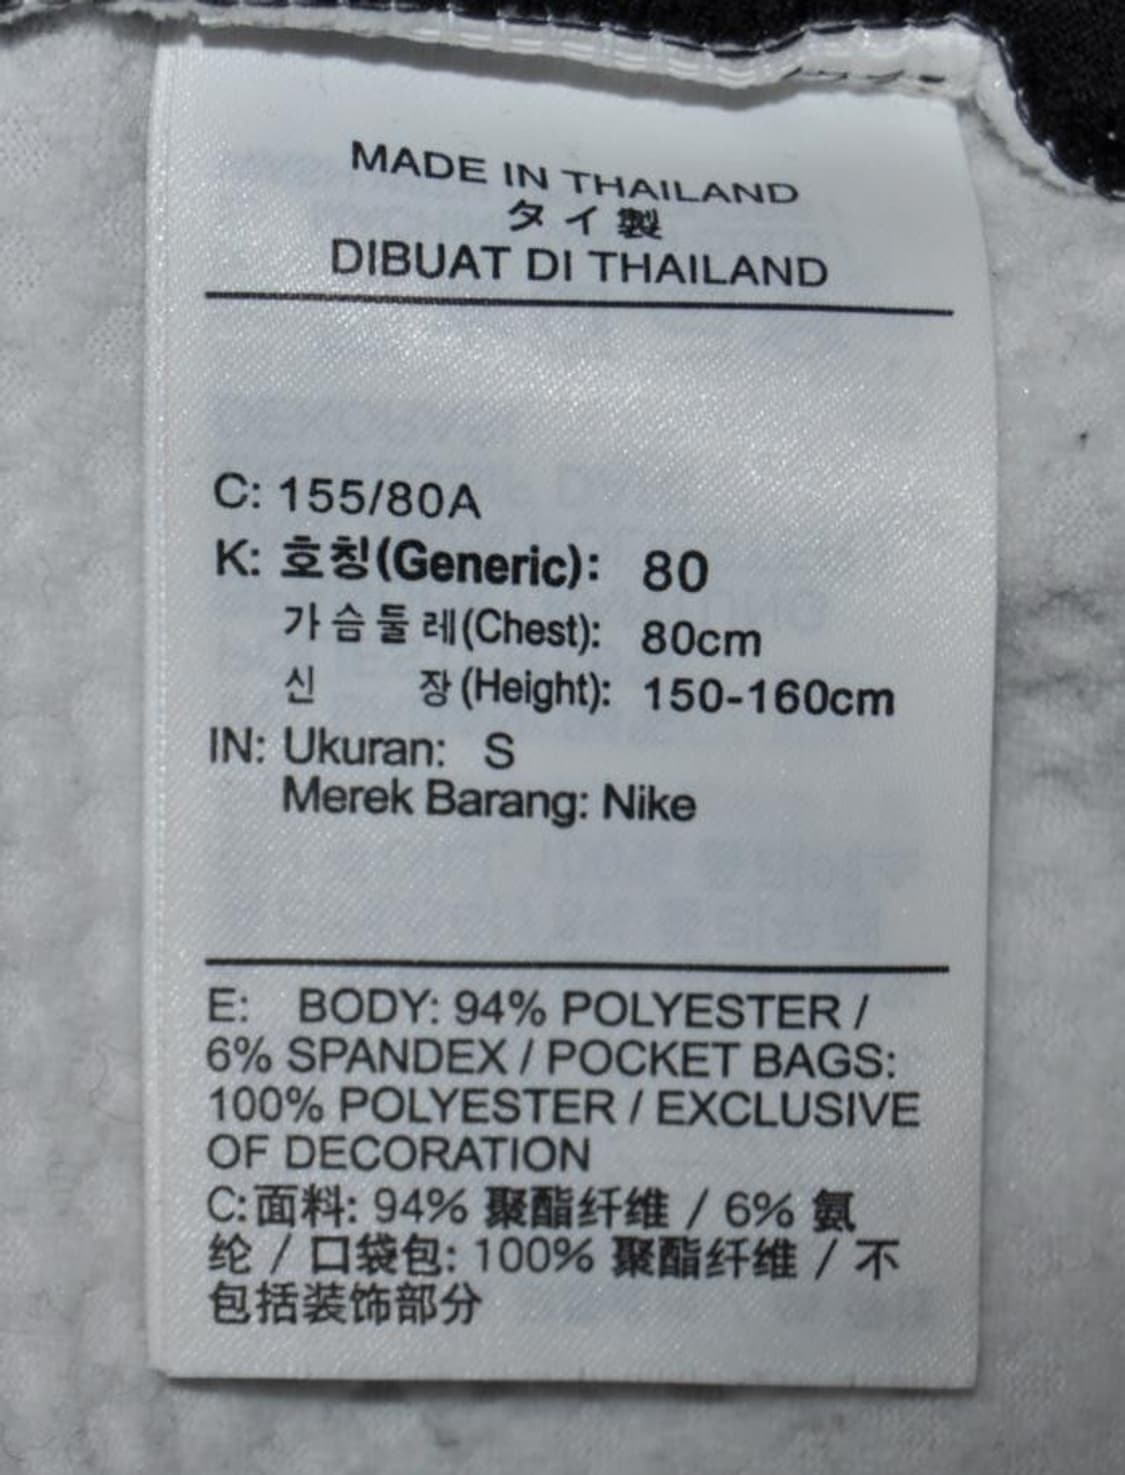 MADE IN THAILAND
タイ製
DIBUAT DI THAILAND
C: 155/80A
K: 호칭(Generic): 80
가슴둘레(Chest): 80cm
신 장(Height): 150-160cm
IN: Ukuran: S
Merek Barang: Nike
E: BODY: 94% POLYESTER /
6% SPANDEX / POCKET BAGS:
100% POLYESTER / EXCLUSIVE
OF DECORATION
C:面料: 94% 聚酯纤维 / 6% 氨
纶 / 口袋包: 100% 聚酯纤维 / 不
包括装饰部分